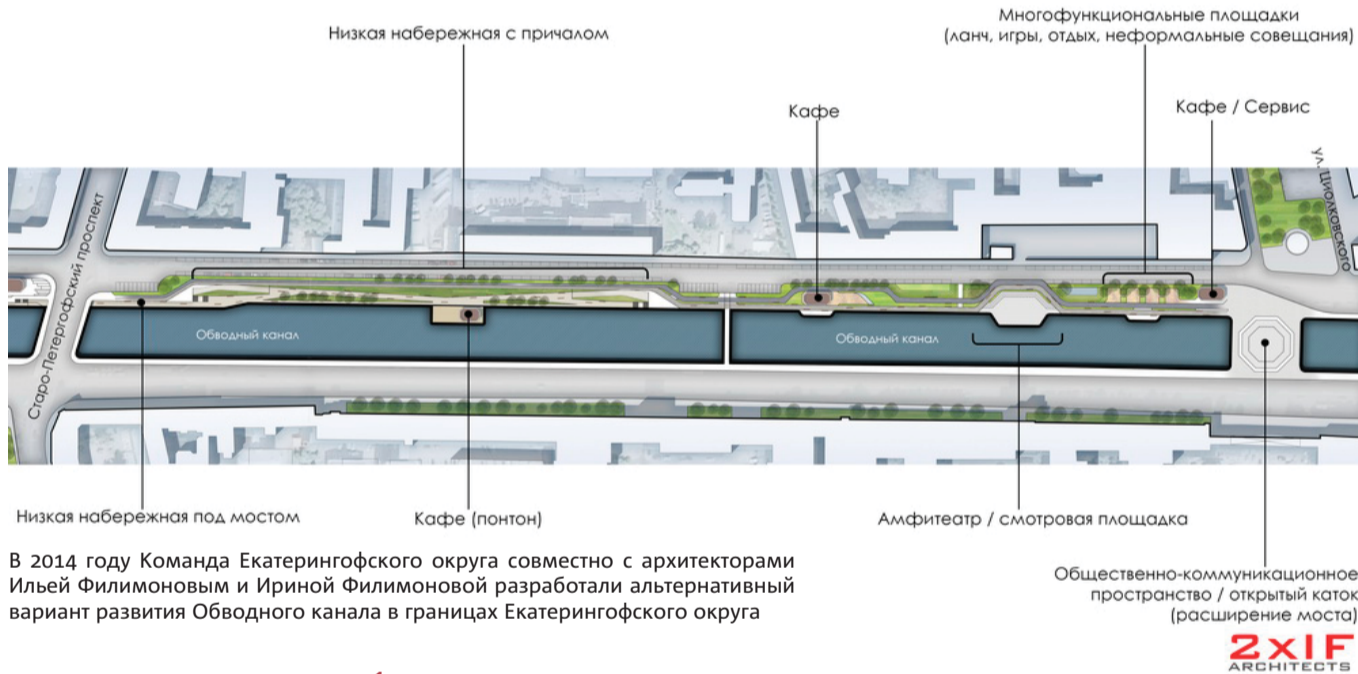 Многофункциональные площадки
(ланч, игры, отдых, неформальные совещания)
Низкая набережная с причалом
Кафе
Кафе / Сервис
ул. Циолковского
Старо-Петергофский проспект
Обводный канал
Обводный канал
Низкая набережная под мостом
Кафе (понтон)
Амфитеатр / смотровая площадка
В 2014 году Команда Екатерингофского округа совместно с архитекторами
Ильей Филимоновым и Ириной Филимоновой разработали альтернативный
вариант развития Обводного канала в границах Екатерингофского округа
Общественно-коммуникационное
пространство / открытый каток
(расширение моста)
2xIF
ARCHITECTS